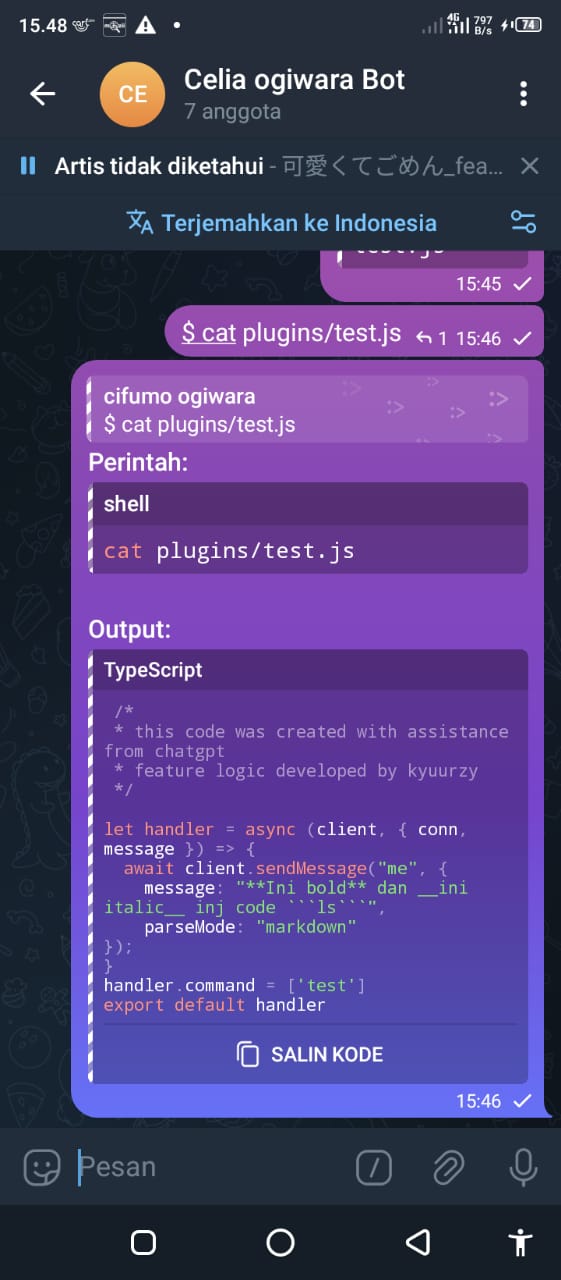 15.48
4G 797 B/s 74
CE
Celia ogiwara Bot
7 anggota
Artis tidak diketahui - 可愛くてごめん_fea...
Terjemahkan ke Indonesia
test.js
15:45
$ cat plugins/test.js 1 15:46
cifumo ogiwara
$ cat plugins/test.js
Perintah:
shell
cat plugins/test.js
Output:
TypeScript
/*
* this code was created with assistance
from chatgpt
* feature logic developed by kyuurzy
*/
let handler = async (client, { conn,
message }) => {
await client.sendMessage("me", {
message: "**Ini bold** dan __ini
italic__ inj code ```ls```",
parseMode: "markdown"
});
}
handler.command = ['test']
export default handler
SALIN KODE
15:46
Pesan